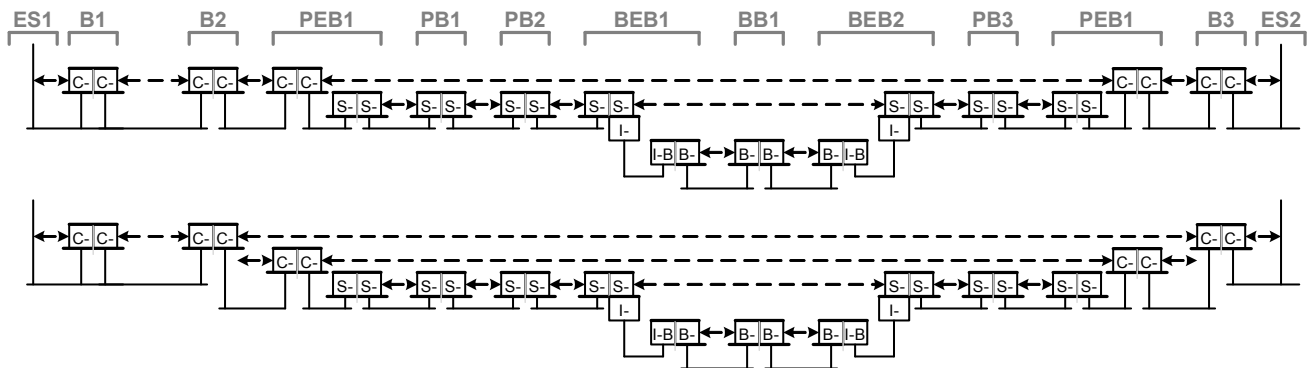 ES1 B1 B2 PEB1 PB1 PB2 BEB1 BB1 BEB2 PB3 PEB1 B3 ES2
C- C- C- C- C- C- C- C- C- C-
S- S- S- S- S- S- S- S- S- S- S- S- S- S-
I- I-
I-B B- B- B- B- I-B
C- C- C- C- C- C-
C- C- C- C-
S- S- S- S- S- S- S- S- S- S- S- S- S- S-
I- I-
I-B B- B- B- B- I-B